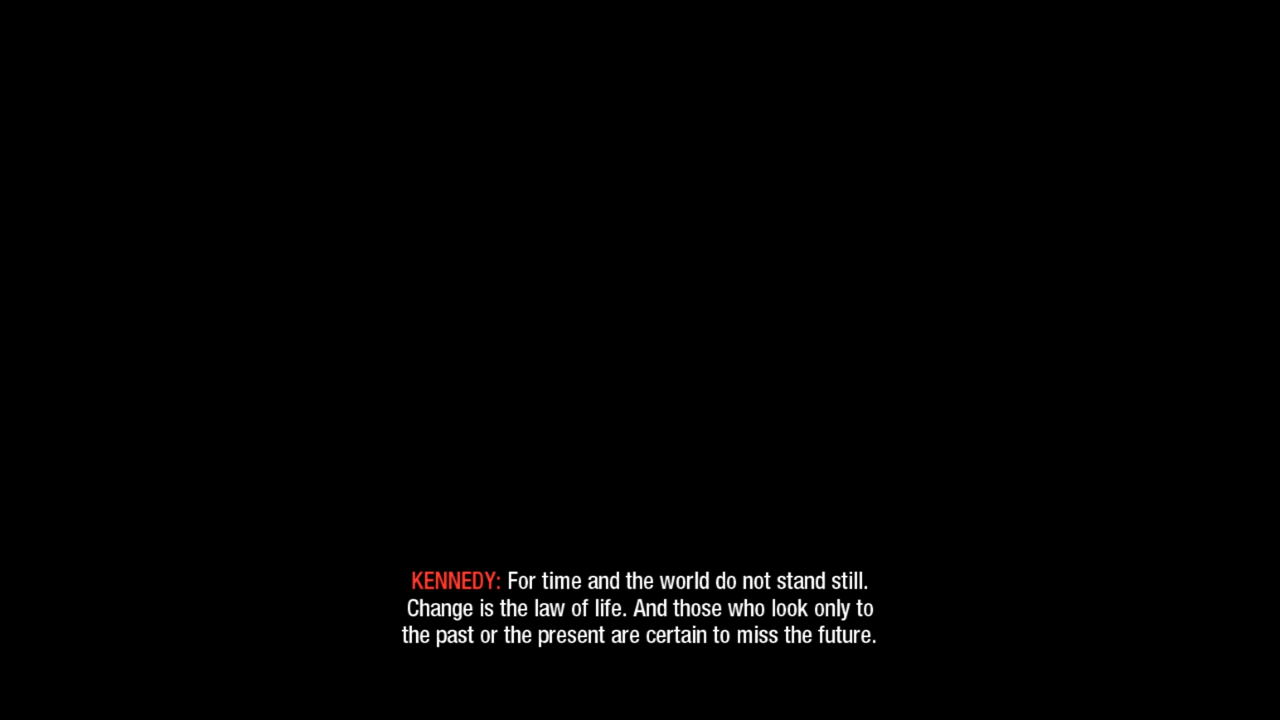 KENNEDY: For time and the world do not stand still.
Change is the law of life. And those who look only to
the past or the present are certain to miss the future.